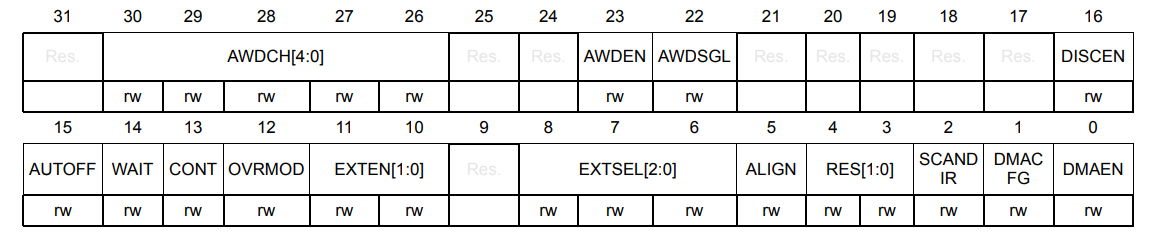 31 30 29 28 27 26 25 24 23 22 21 20 19 18 17 16
Res. AWDCH[4:0] Res. Res. AWDEN AWDSGL Res. Res. Res. Res. Res. DISCEN
rw rw rw rw rw rw rw rw
15 14 13 12 11 10 9 8 7 6 5 4 3 2 1 0
AUTOFF WAIT CONT OVRMOD EXTEN[1:0] Res. EXTSEL[2:0] ALIGN RES[1:0] SCAND IR DMAC FG DMAEN
rw rw rw rw rw rw rw rw rw rw rw rw rw rw rw